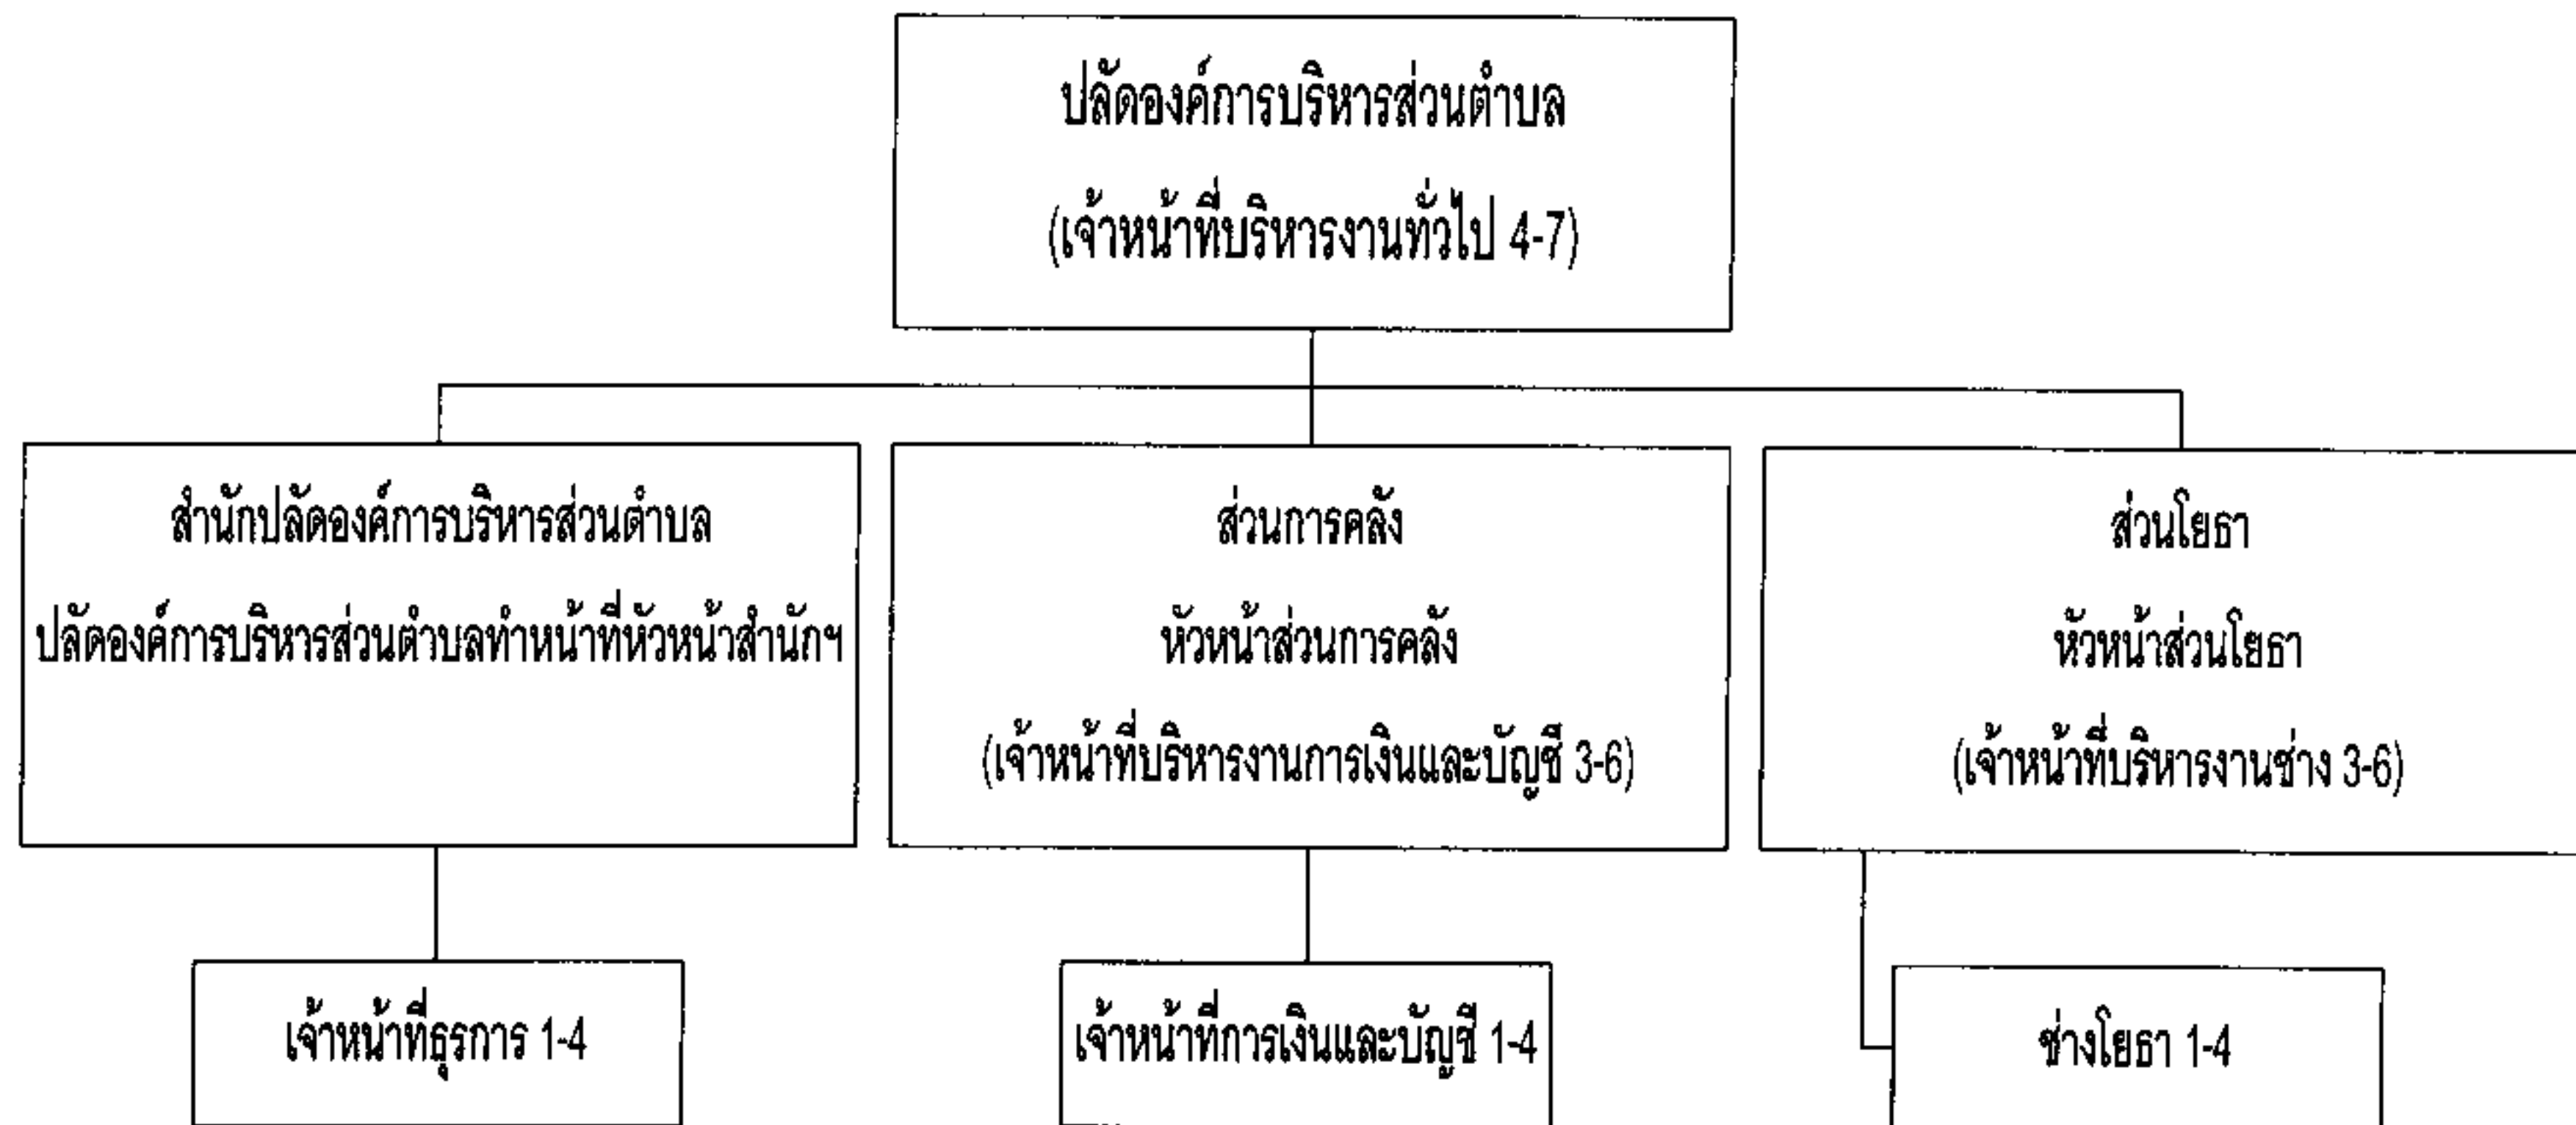 ปลัดองค์การบริหารส่วนตำบล
(เจ้าหน้าที่บริหารงานทั่วไป 4-7)
สำนักปลัดองค์การบริหารส่วนตำบล
ปลัดองค์การบริหารส่วนตำบลทำหน้าที่หัวหน้าสำนักฯ
ส่วนการคลัง
หัวหน้าส่วนการคลัง
(เจ้าหน้าที่บริหารงานการเงินและบัญชี 3-6)
ส่วนโยธา
หัวหน้าส่วนโยธา
(เจ้าหน้าที่บริหารงานช่าง 3-6)
เจ้าหน้าที่ธุรการ 1-4
เจ้าหน้าที่การเงินและบัญชี 1-4
ช่างโยธา 1-4